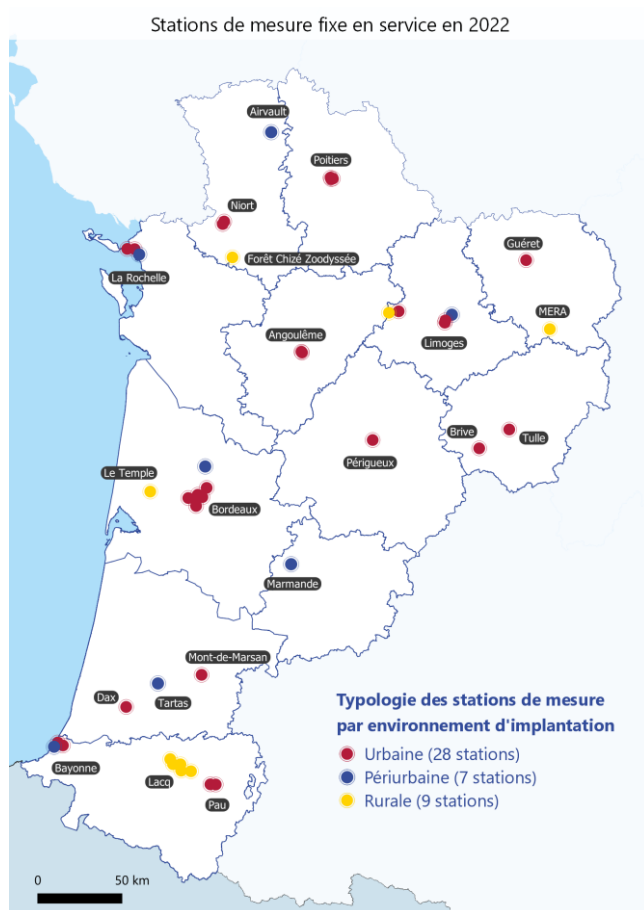 Stations de mesure fixe en service en 2022
Airvault
Poitiers
Niort
Guéret
Forêt Chizé Zoodyssée
La Rochelle
MERA
Angoulême
Limoges
Brive
Tulle
Périgueux
Le Temple
Bordeaux
Marmande
Mont-de-Marsan
Dax
Tartas
Typologie des stations de mesure
par environnement d'implantation
Urbaine (28 stations)
Bayonne
Périurbaine (7 stations)
Lacq
Rurale (9 stations)
Pau
0 50 km